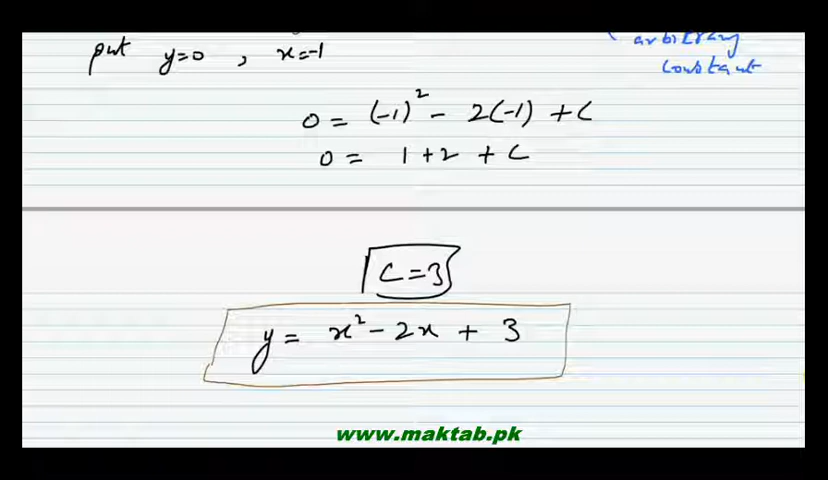 put y=0 , x=-1
arbitrary
constant
0 = (-1)² - 2(-1) + C
0 = 1+2 + C
C=3
y = x² - 2x + 3
www.maktab.pk